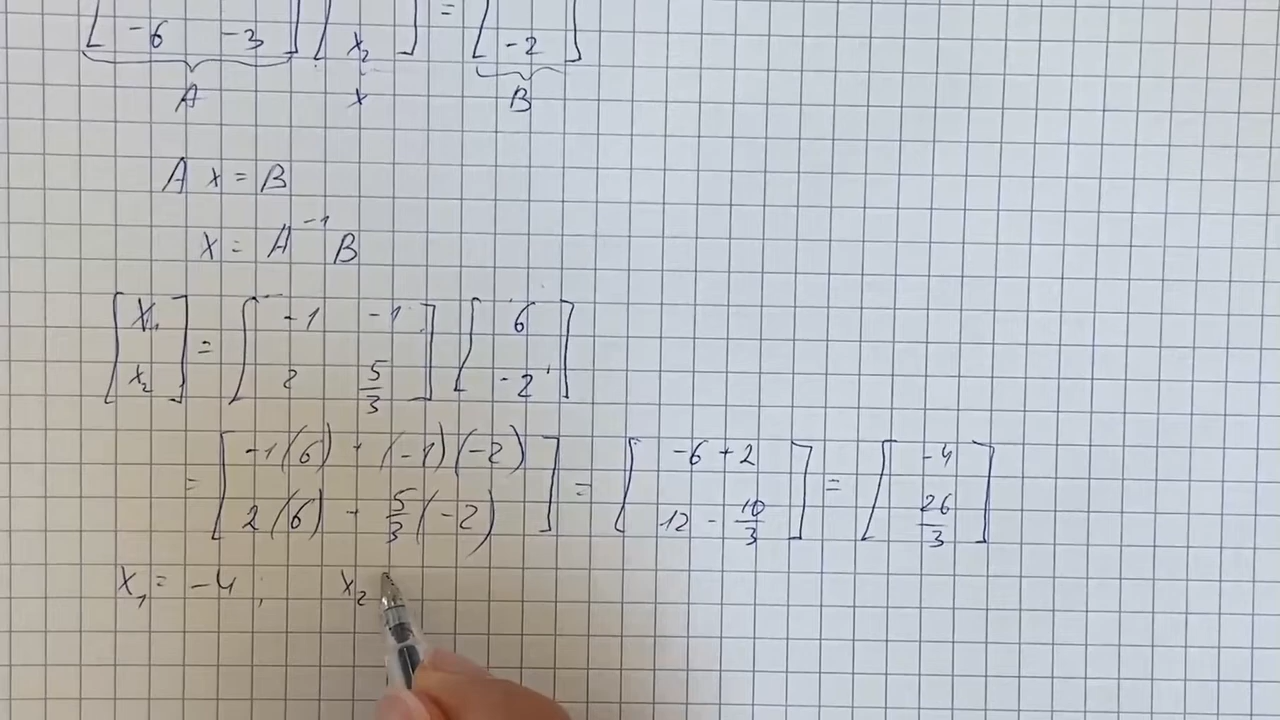 [ -6 -3 ] [ x₂ ] = [ -2 ]
A x B
A x = B
x = A⁻¹ B
[ x₁ x₂ ] = [ -1 -1 2 5/3 ] [ 6 -2 ]
= [ -1(6) + (-1)(-2) 2(6) + 5/3(-2) ] = [ -6 + 2 12 - 10/3 ] = [ -4 26/3 ]
x₁ = -4 ; x₂